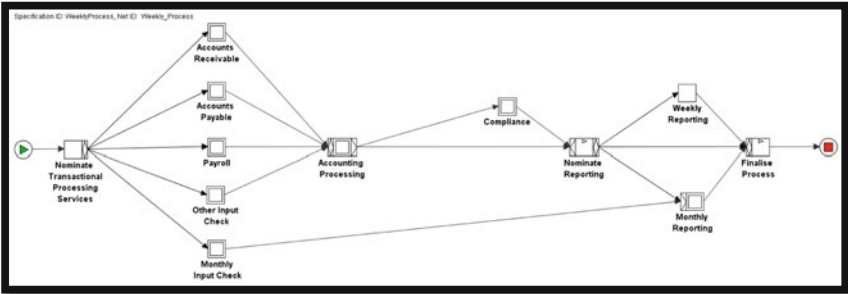 Specification ID: WeeklyProcess, Net ID: Weekly_Process
Accounts
Receivable
Accounts
Payable
Compliance
Weekly
Reporting
Nominate
Transactional
Processing
Services
Payroll
Accounting
Processing
Nominate
Reporting
Finalise
Process
Other Input
Check
Monthly
Reporting
Monthly
Input Check